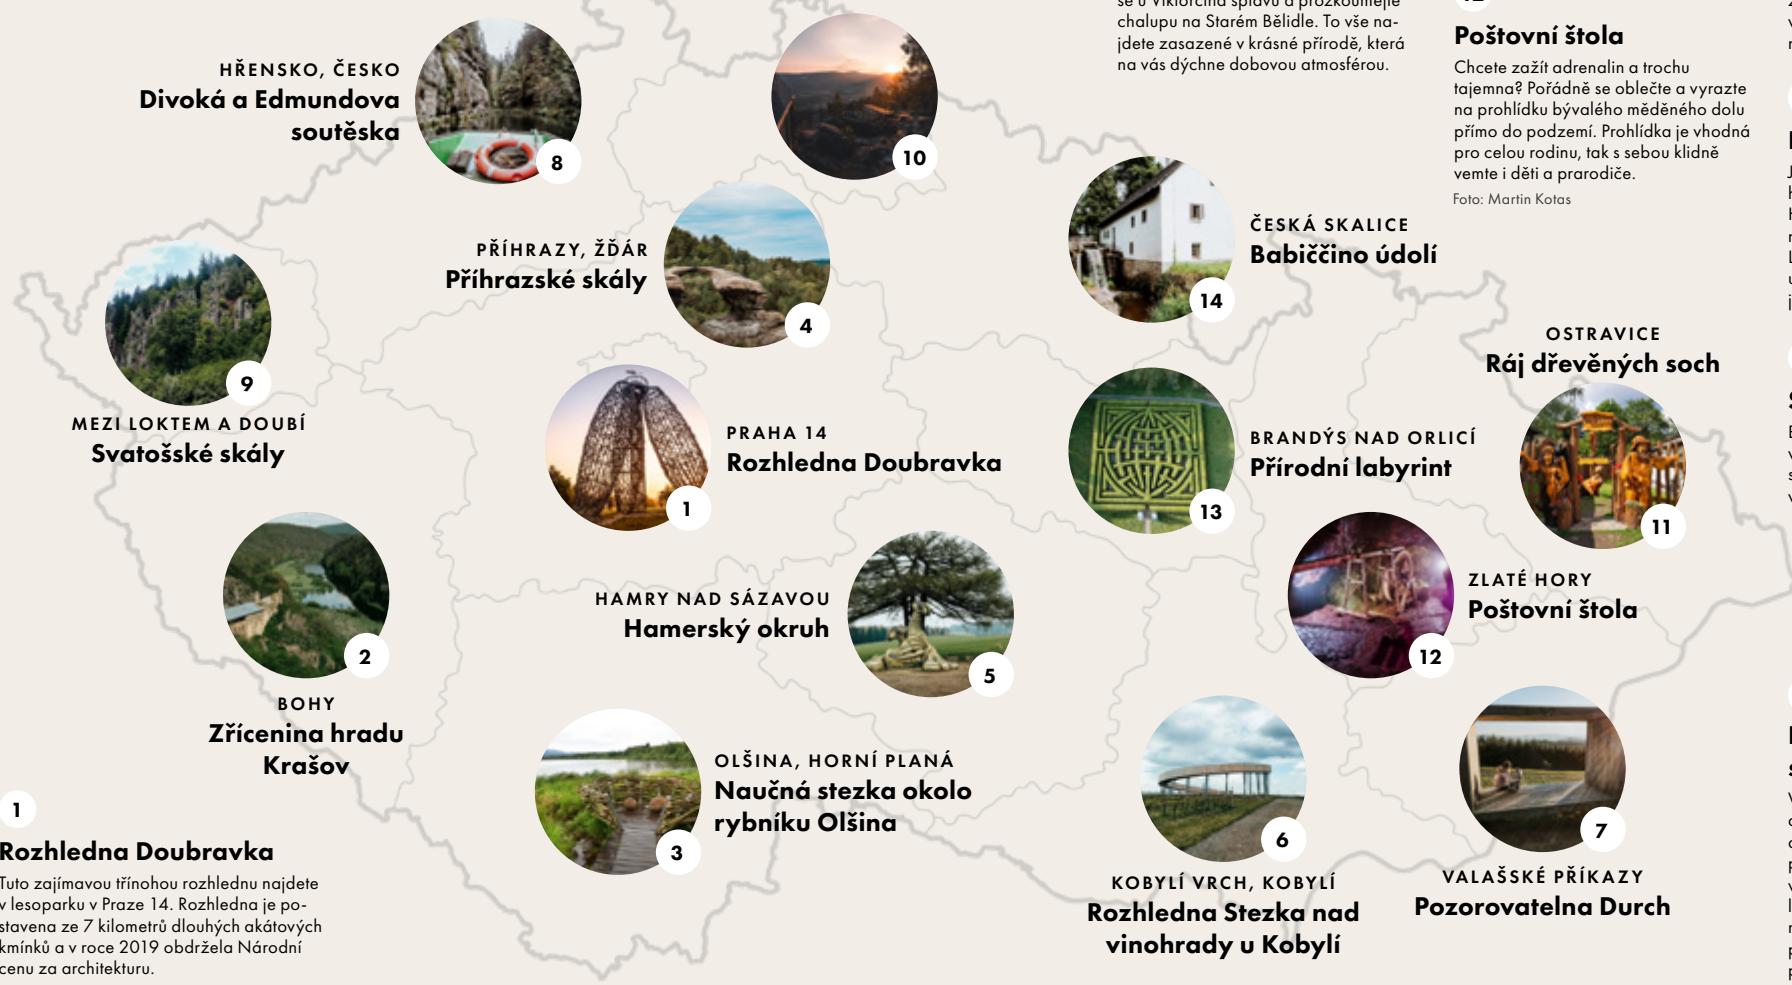 se u Viktorčina splavu a prozkoumejte
chalupu na Starém Bělidle. To vše na-
jdete zasazené v krásné přírodě, která
na vás dýchne dobovou atmosférou.
12
Poštovní štola
Chcete zažít adrenalin a trochu
tajemna? Pořádně se oblečte a vyrazte
na prohlídku bývalého měděného dolu
přímo do podzemí. Prohlídka je vhodná
pro celou rodinu, tak s sebou klidně
vemte i děti a prarodiče.
Foto: Martin Kotas
HŘENSKO, ČESKO
Divoká a Edmundova
soutěska
8
10
PŘÍHRAZY, ŽĎÁR
Příhrazské skály
4
ČESKÁ SKALICE
Babiččino údolí
14
9
MEZI LOKTEM A DOUBÍ
Svatošské skály
OSTRAVICE
Ráj dřevěných soch
11
PRAHA 14
Rozhledna Doubravka
1
BRANDÝS NAD ORLICÍ
Přírodní labyrint
13
2
BOHY
Zřícenina hradu
Krašov
HAMRY NAD SÁZAVOU
Hamerský okruh
5
ZLATÉ HORY
Poštovní štola
12
OLŠINA, HORNÍ PLANÁ
Naučná stezka okolo
rybníku Olšina
3
6
KOBYLÍ VRCH, KOBYLÍ
Rozhledna Stezka nad
vinohrady u Kobylí
7
VALAŠSKÉ PŘÍKAZY
Pozorovatelna Durch
1
Rozhledna Doubravka
Tuto zajímavou třínohou rozhlednu najdete
v lesoparku v Praze 14. Rozhledna je po-
stavena ze 7 kilometrů dlouhých akátových
kmínků a v roce 2019 obdržela Národní
cenu za architekturu.